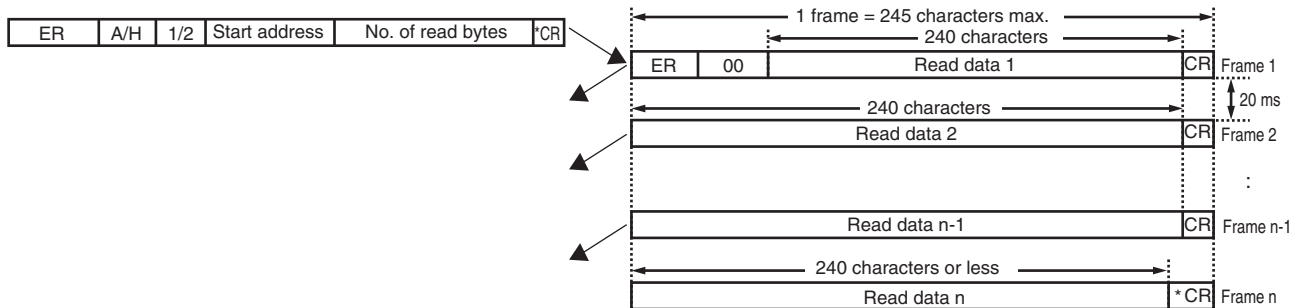 1 frame = 245 characters max.
ER A/H 1/2 Start address No. of read bytes *CR
240 characters
ER 00 Read data 1 CR Frame 1
20 ms
240 characters
Read data 2 CR Frame 2
:
Read data n-1 CR Frame n-1
240 characters or less
Read data n *CR Frame n